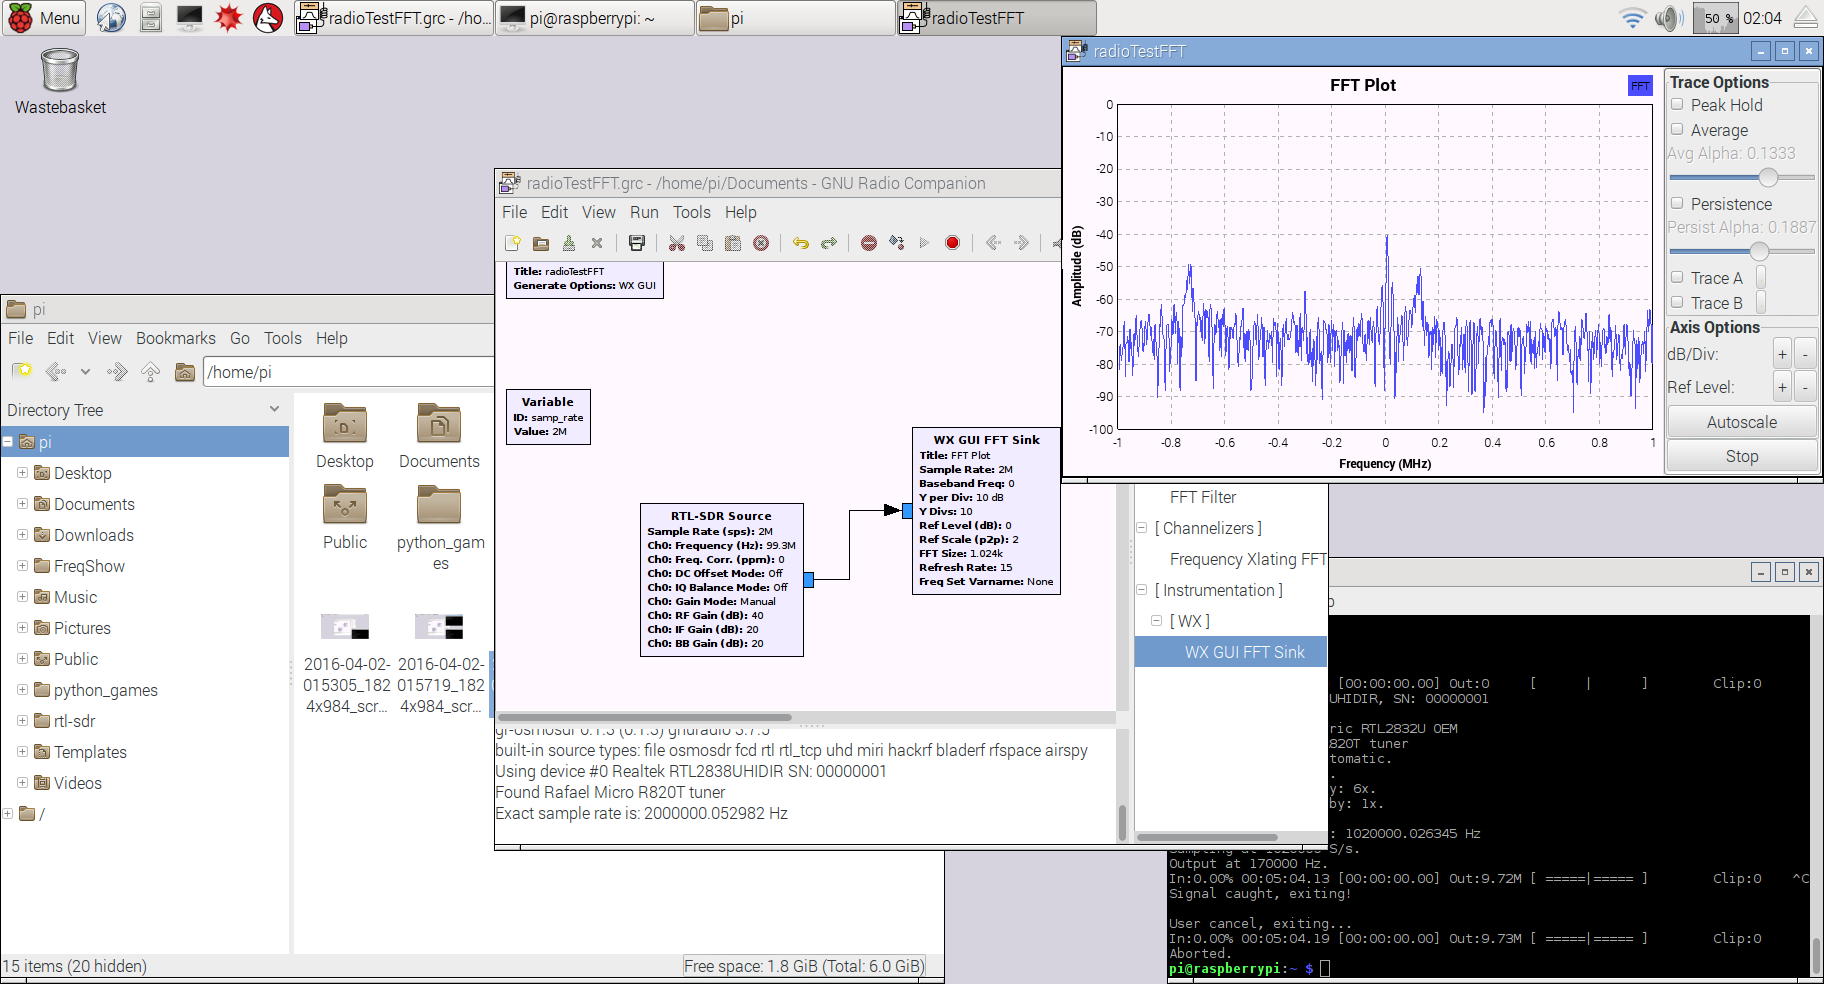 Menu
radioTestFFT.grc - /ho...
pi@raspberrypi: ~
pi
radioTestFFT
50 %
02:04
Wastebasket
radioTestFFT
FFT Plot
FFT
0
-10
-20
-30
-40
-50
-60
-70
-80
-90
-100
Amplitude (dB)
-1
-0.8
-0.6
-0.4
-0.2
0
0.2
0.4
0.6
0.8
1
Frequency (MHz)
Trace Options
Peak Hold
Average
Avg Alpha: 0.1333
Persistence
Persist Alpha: 0.1887
Trace A
Trace B
Axis Options
dB/Div:
+
-
Ref Level:
+
-
Autoscale
Stop
radioTestFFT.grc - /home/pi/Documents - GNU Radio Companion
File Edit View Run Tools Help
Title: radioTestFFT
Generate Options: WX GUI
Variable
ID: samp_rate
Value: 2M
RTL-SDR Source
Sample Rate (sps): 2M
Ch0: Frequency (Hz): 99.3M
Ch0: Freq. Corr. (ppm): 0
Ch0: DC Offset Mode: Off
Ch0: IQ Balance Mode: Off
Ch0: Gain Mode: Manual
Ch0: RF Gain (dB): 40
Ch0: IF Gain (dB): 20
Ch0: BB Gain (dB): 20
WX GUI FFT Sink
Title: FFT Plot
Sample Rate: 2M
Baseband Freq: 0
Y per Div: 10 dB
Y Divs: 10
Ref Level (dB): 0
Ref Scale (p2p): 2
FFT Size: 1.024k
Refresh Rate: 15
Freq Set Varname: None
gr-osmosdr 0.1.3 (0.1.3) gnuradio 3.7.5
built-in source types: file osmosdr fcd rtl rtl_tcp uhd miri hackrf bladerf rfspace airspy
Using device #0 Realtek RTL2838UHIDIR SN: 00000001
Found Rafael Micro R820T tuner
Exact sample rate is: 2000000.052982 Hz
FFT Filter
[ Channelizers ]
Frequency Xlating FFT
[ Instrumentation ]
[ WX ]
WX GUI FFT Sink
pi
File Edit View Bookmarks Go Tools Help
/home/pi
Directory Tree
pi
Desktop
Documents
Downloads
FreqShow
Music
Pictures
Public
python_games
rtl-sdr
Templates
Videos
/
Desktop
Documents
Public
python_gam
es
2016-04-02-
015305_182
4x984_scr...
2016-04-02-
015719_182
4x984_scr...
15 items (20 hidden)
Free space: 1.8 GiB (Total: 6.0 GiB)
[00:00:00.00] Out:0 [ | ] Clip:0
UHIDIR, SN: 00000001
ric RTL2832U OEM
820T tuner
tomatic.
.
y: 6x.
by: 1x.
: 1020000.026345 Hz
Sampling at 1020000 S/s.
Output at 170000 Hz.
In:0.00% 00:05:04.13 [00:00:00.00] Out:9.72M [ =====|===== ] Clip:0 ^C
Signal caught, exiting!
User cancel, exiting...
In:0.00% 00:05:04.19 [00:00:00.00] Out:9.73M [ =====|===== ] Clip:0
Aborted.
pi@raspberrypi:~ $